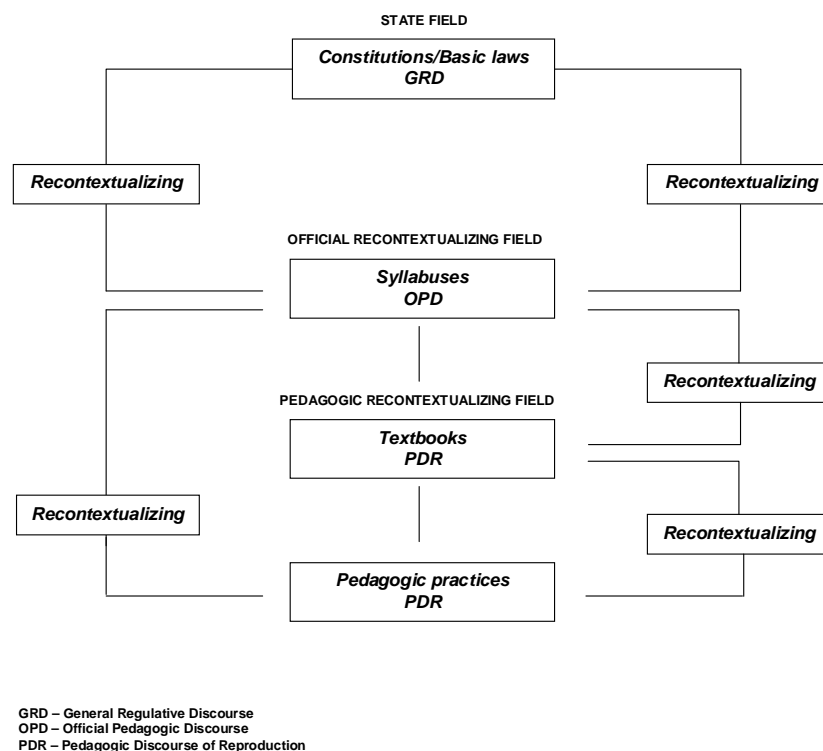 STATE FIELD
Constitutions/Basic laws
GRD
Recontextualizing
Recontextualizing
OFFICIAL RECONTEXTUALIZING FIELD
Syllabuses
OPD
Recontextualizing
PEDAGOGIC RECONTEXTUALIZING FIELD
Textbooks
PDR
Recontextualizing
Recontextualizing
Pedagogic practices
PDR
GRD – General Regulative Discourse
OPD – Official Pedagogic Discourse
PDR – Pedagogic Discourse of Reproduction